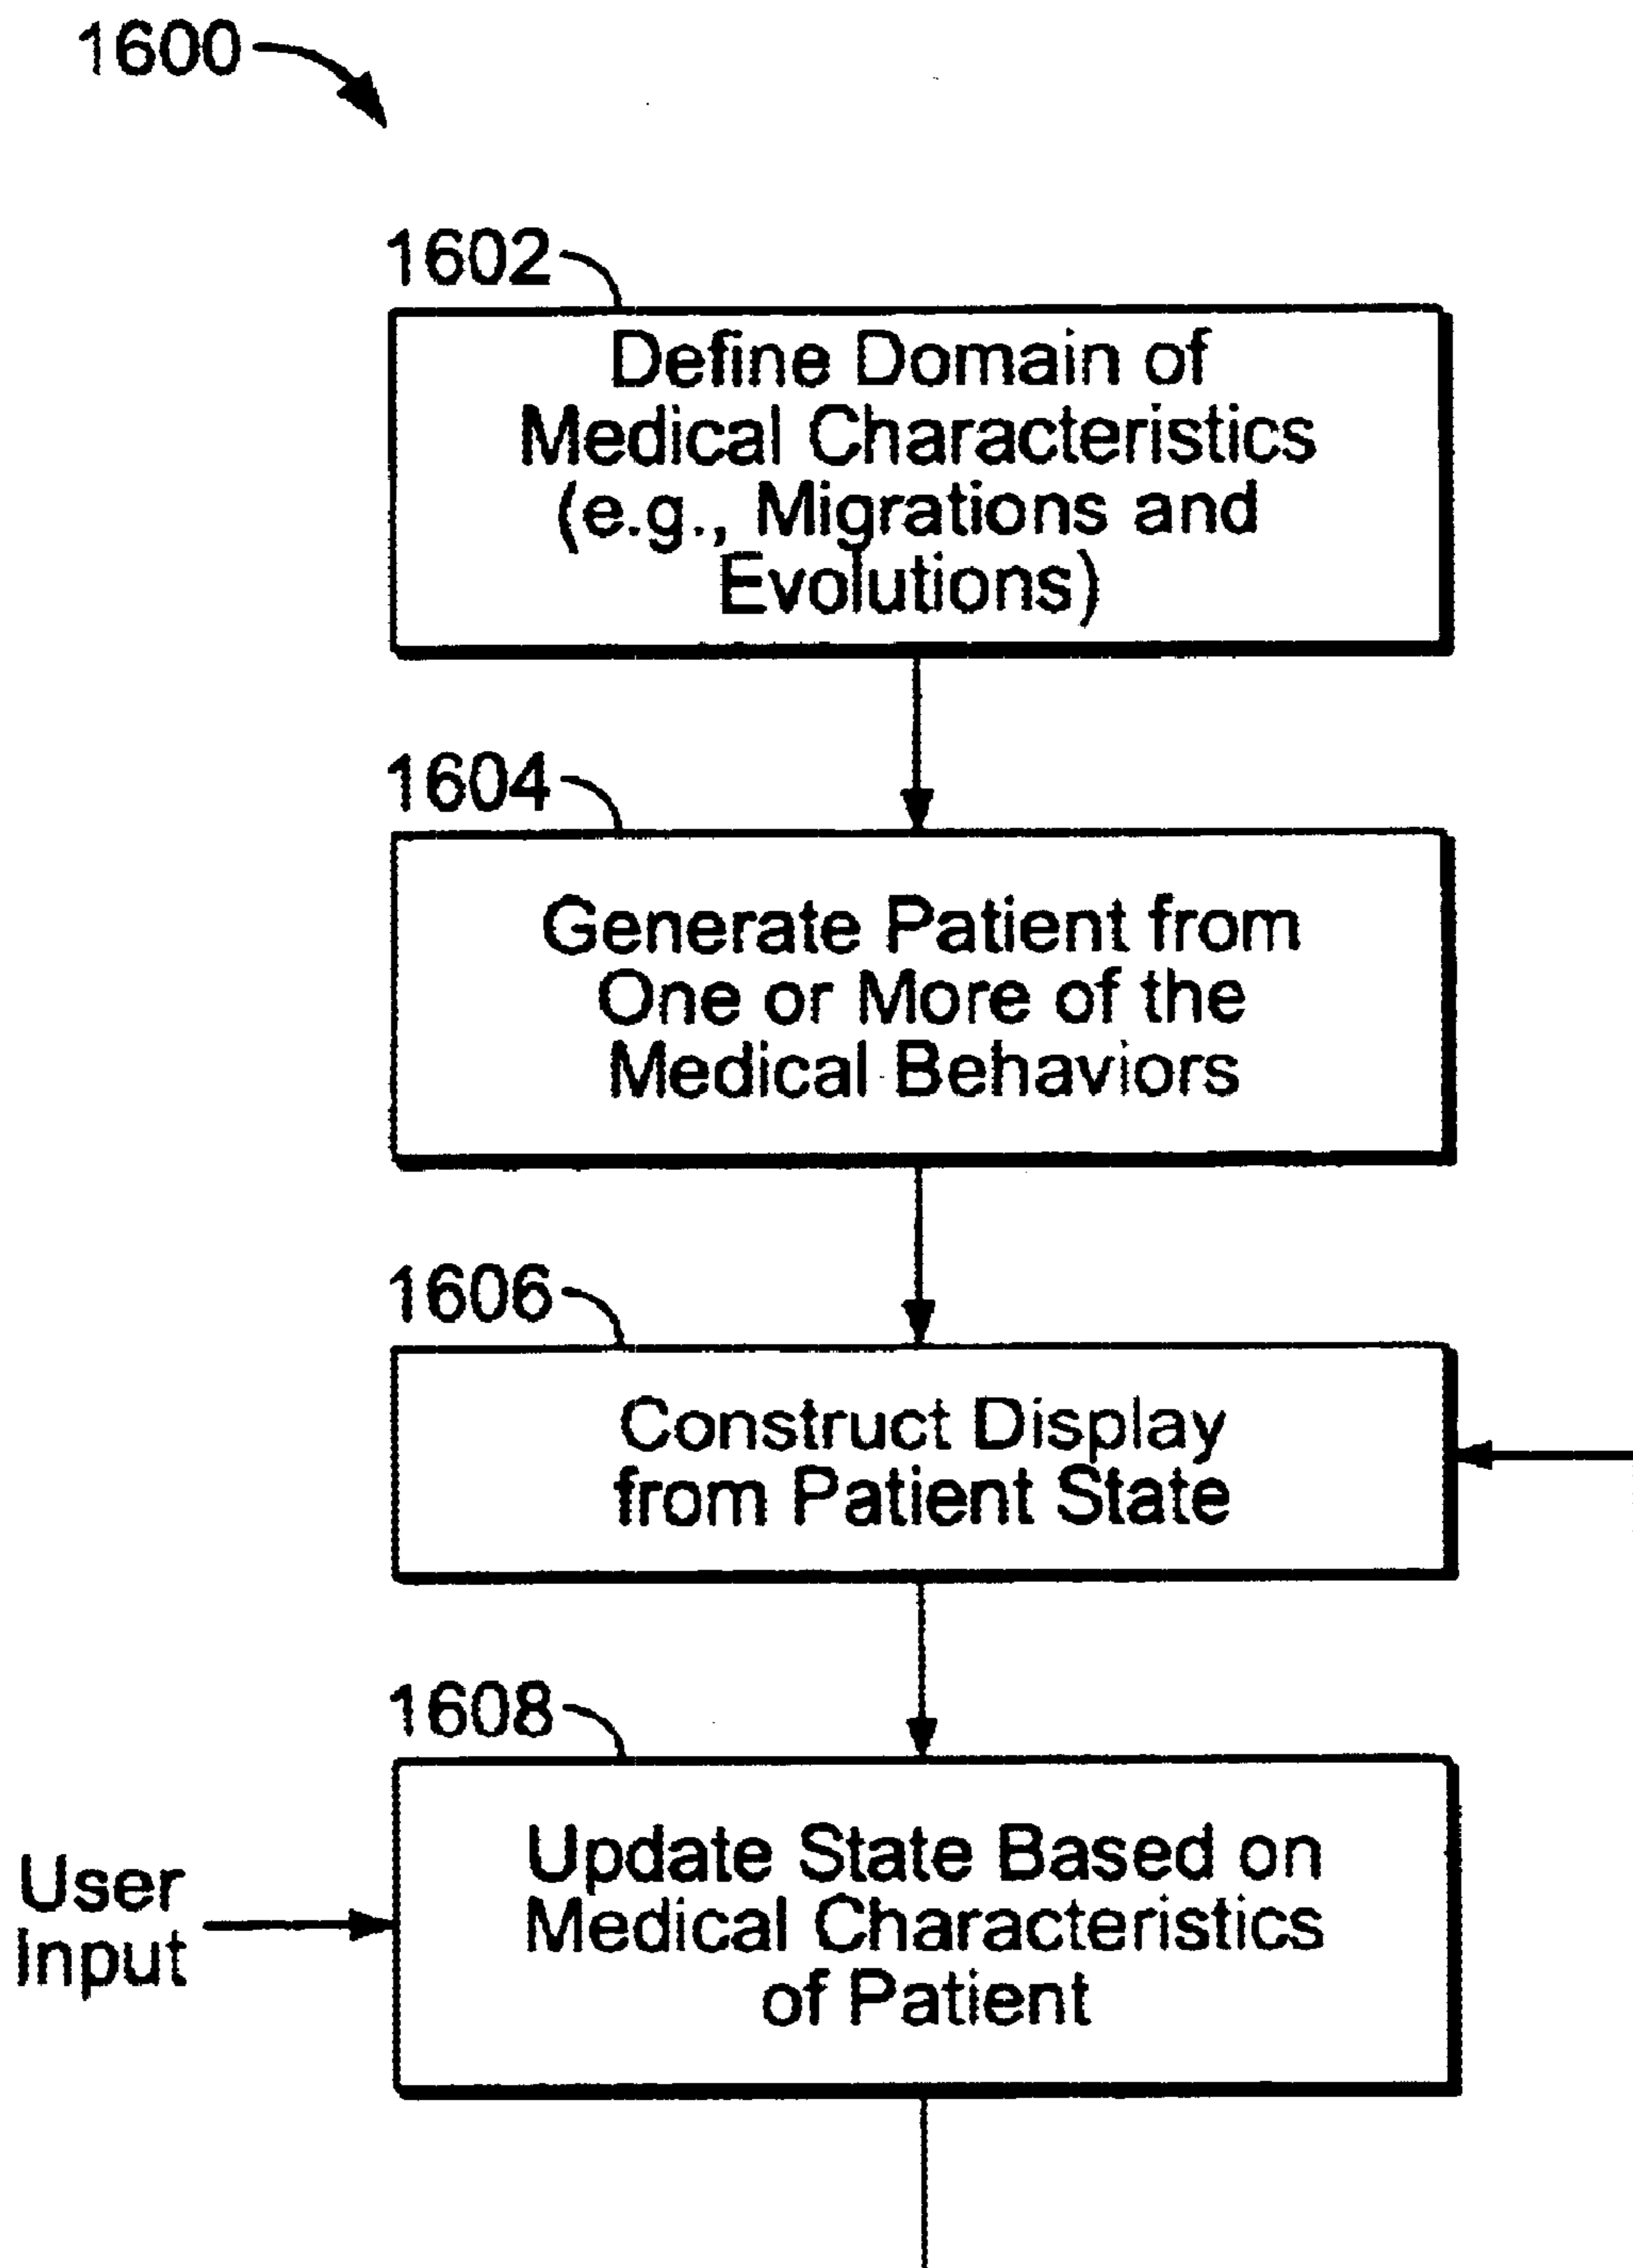 1600
1602
Define Domain of
Medical Characteristics
(e.g., Migrations and
Evolutions)
1604
Generate Patient from
One or More of the
Medical Behaviors
1606
Construct Display
from Patient State
1608
Update State Based on
Medical Characteristics
of Patient
User
Input